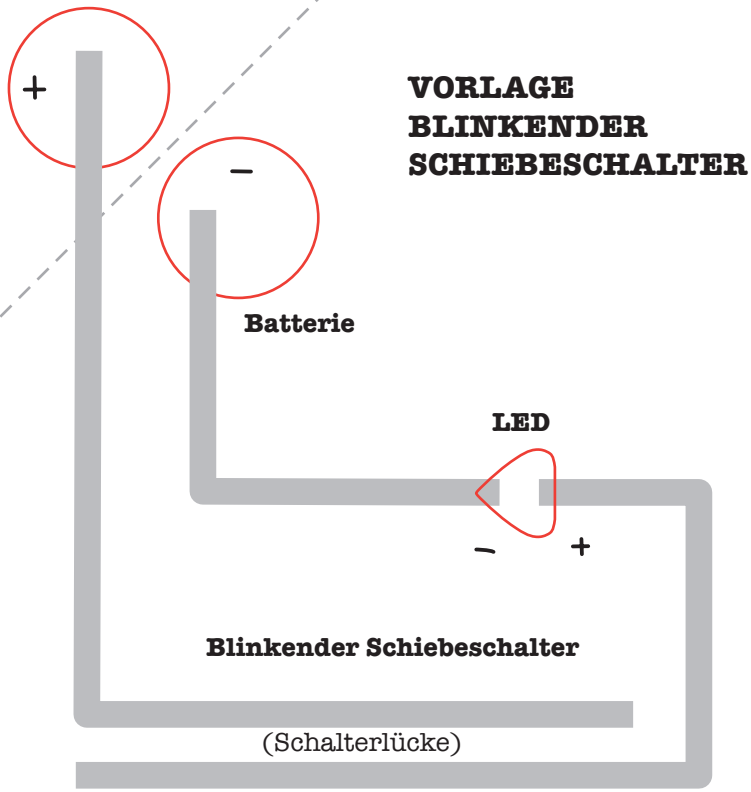 +
VORLAGE
BLINKENDER
SCHIEBESCHALTER
−
Batterie
LED
− +
Blinkender Schiebeschalter
(Schalterlücke)